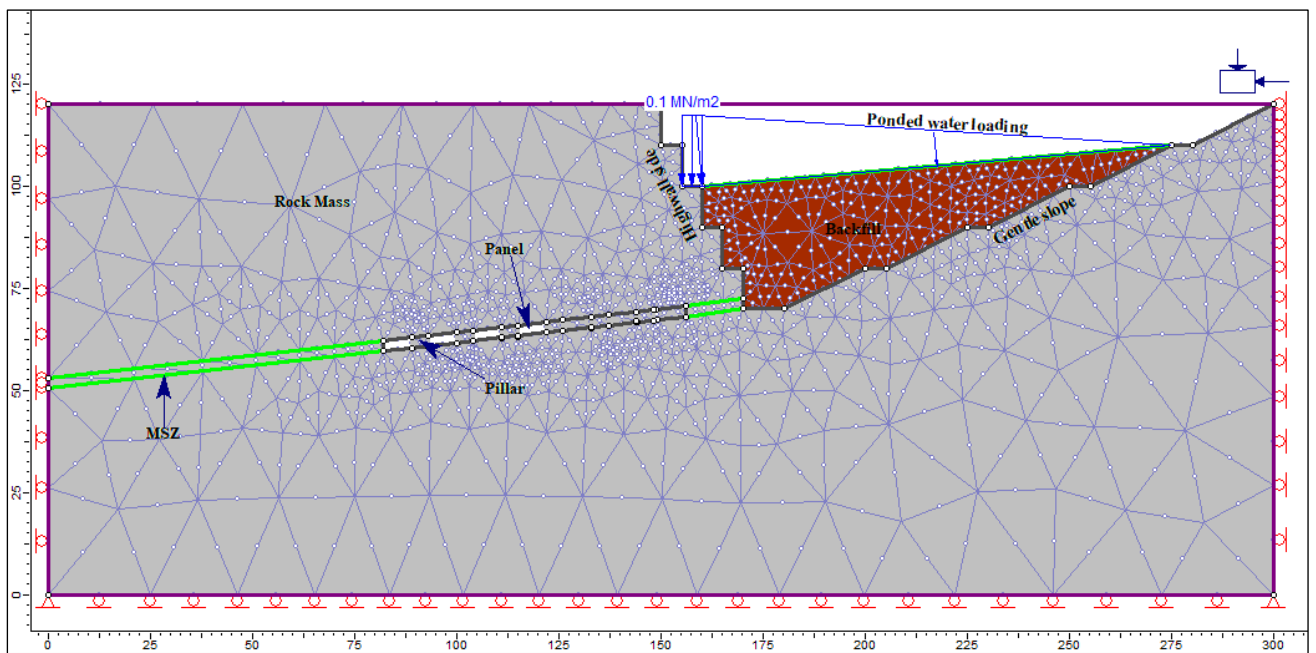 125
0.1 MN/m2
Ponded water loading
Highwall side
100
Rock Mass
Gentle slope
Backfill
Panel
75
50
Pillar
MSZ
25
0
0 25 50 75 100 125 150 175 200 225 250 275 300